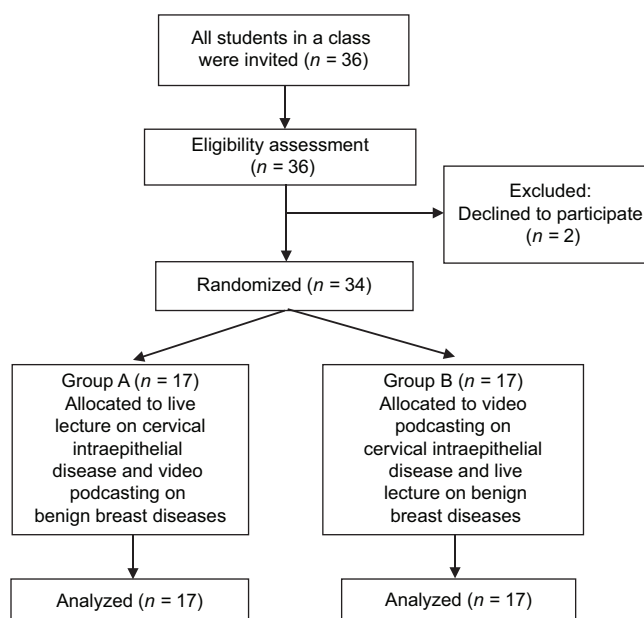 All students in a class
were invited (n = 36)
Eligibility assessment
(n = 36)
Excluded:
Declined to participate
(n = 2)
Randomized (n = 34)
Group A (n = 17)
Allocated to live
lecture on cervical
intraepithelial
disease and video
podcasting on
benign breast diseases
Group B (n = 17)
Allocated to video
podcasting on
cervical intraepithelial
disease and live
lecture on benign
breast diseases
Analyzed (n = 17)
Analyzed (n = 17)